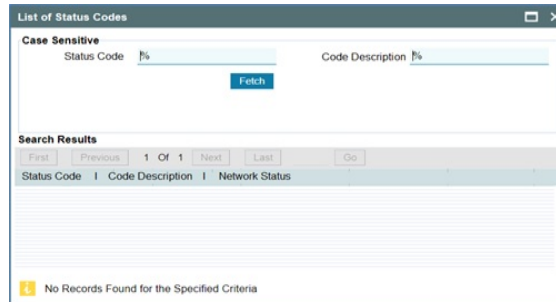 List of Status Codes
Case Sensitive
Status Code % Code Description %
Fetch
Search Results
First Previous 1 Of 1 Next Last Go
Status Code | Code Description | Network Status
No Records Found for the Specified Criteria